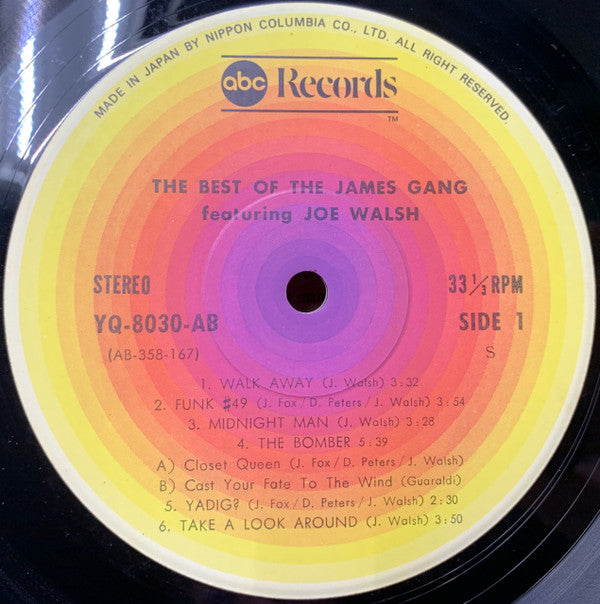 MADE IN JAPAN BY NIPPON COLUMBIA CO., LTD. ALL RIGHT RESERVED.
abc Records
TM
THE BEST OF THE JAMES GANG
featuring JOE WALSH
STEREO 33 1/3 RPM
YQ-8030-AB SIDE 1
(AB-358-167) S
1. WALK AWAY (J. Walsh) 3:32
2. FUNK #49 (J. Fox/D. Peters/J. Walsh) 3:54
3. MIDNIGHT MAN (J. Walsh) 3:28
4. THE BOMBER 5:39
A) Closet Queen (J. Fox/D. Peters/J. Walsh)
B) Cast Your Fate To The Wind (Guaraldi)
5. YADIG? (J. Fox/D. Peters/J. Walsh) 2:30
6. TAKE A LOOK AROUND (J. Walsh) 3:50